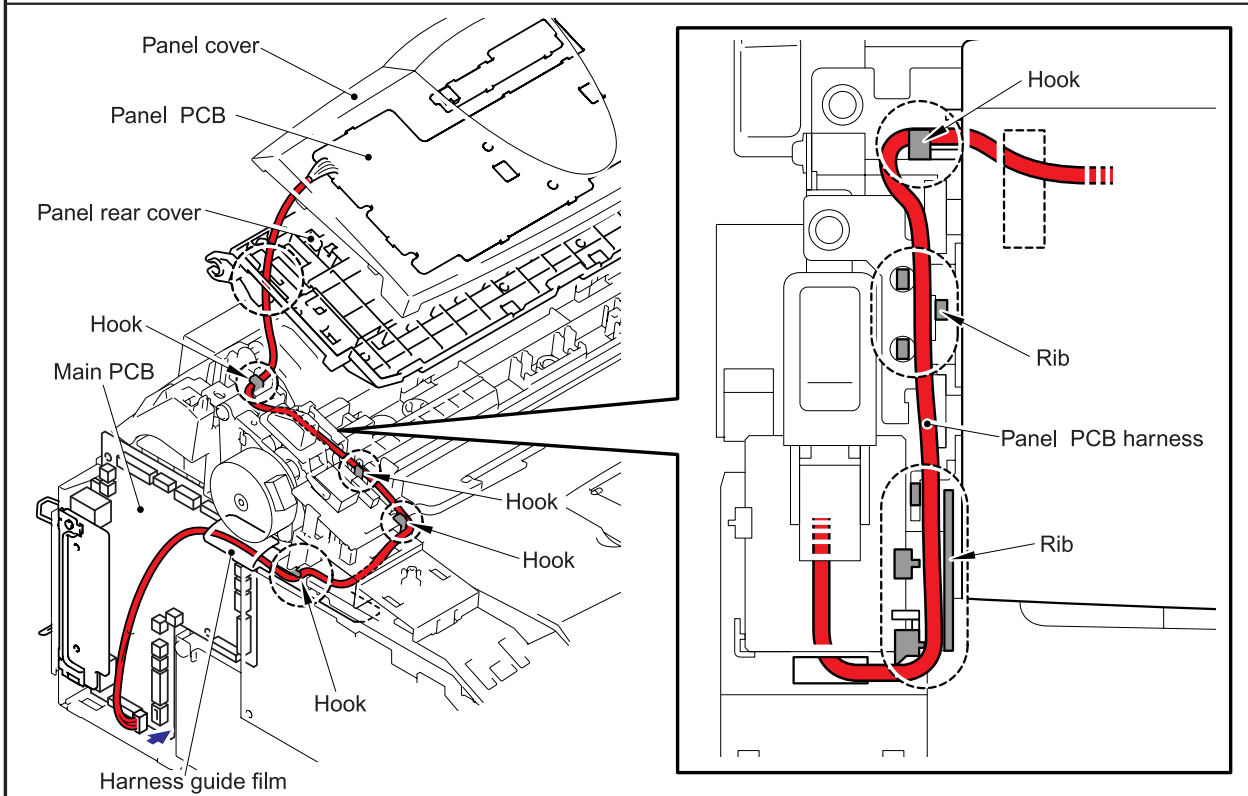 Panel cover
Panel PCB
Panel rear cover
Hook
Main PCB
Hook
Hook
Hook
Harness guide film
Hook
Rib
Panel PCB harness
Rib